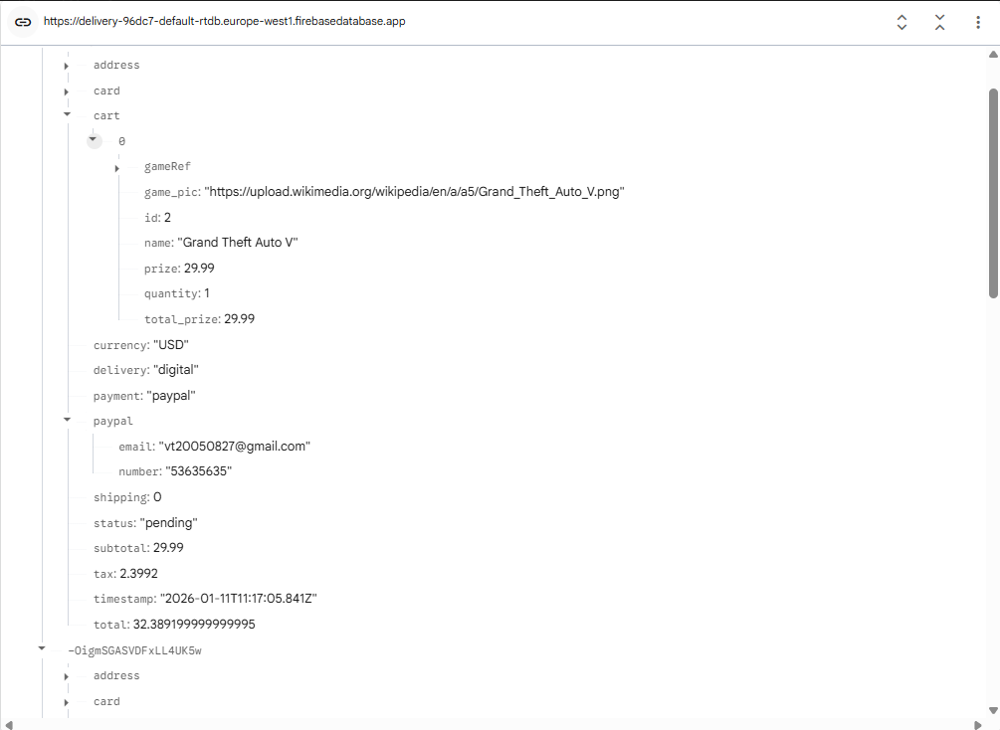 https://delivery-96dc7-default-rtdb.europe-west1.firebasedatabase.app
address
card
cart
0
gameRef
game_pic: "https://upload.wikimedia.org/wikipedia/en/a/a5/Grand_Theft_Auto_V.png"
id: 2
name: "Grand Theft Auto V"
prize: 29.99
quantity: 1
total_prize: 29.99
currency: "USD"
delivery: "digital"
payment: "paypal"
paypal
email: "vt20050827@gmail.com"
number: "53635635"
shipping: 0
status: "pending"
subtotal: 29.99
tax: 2.3992
timestamp: "2026-01-11T11:17:05.841Z"
total: 32.389199999999995
-OigmSGASVDFxLL4UK5w
address
card